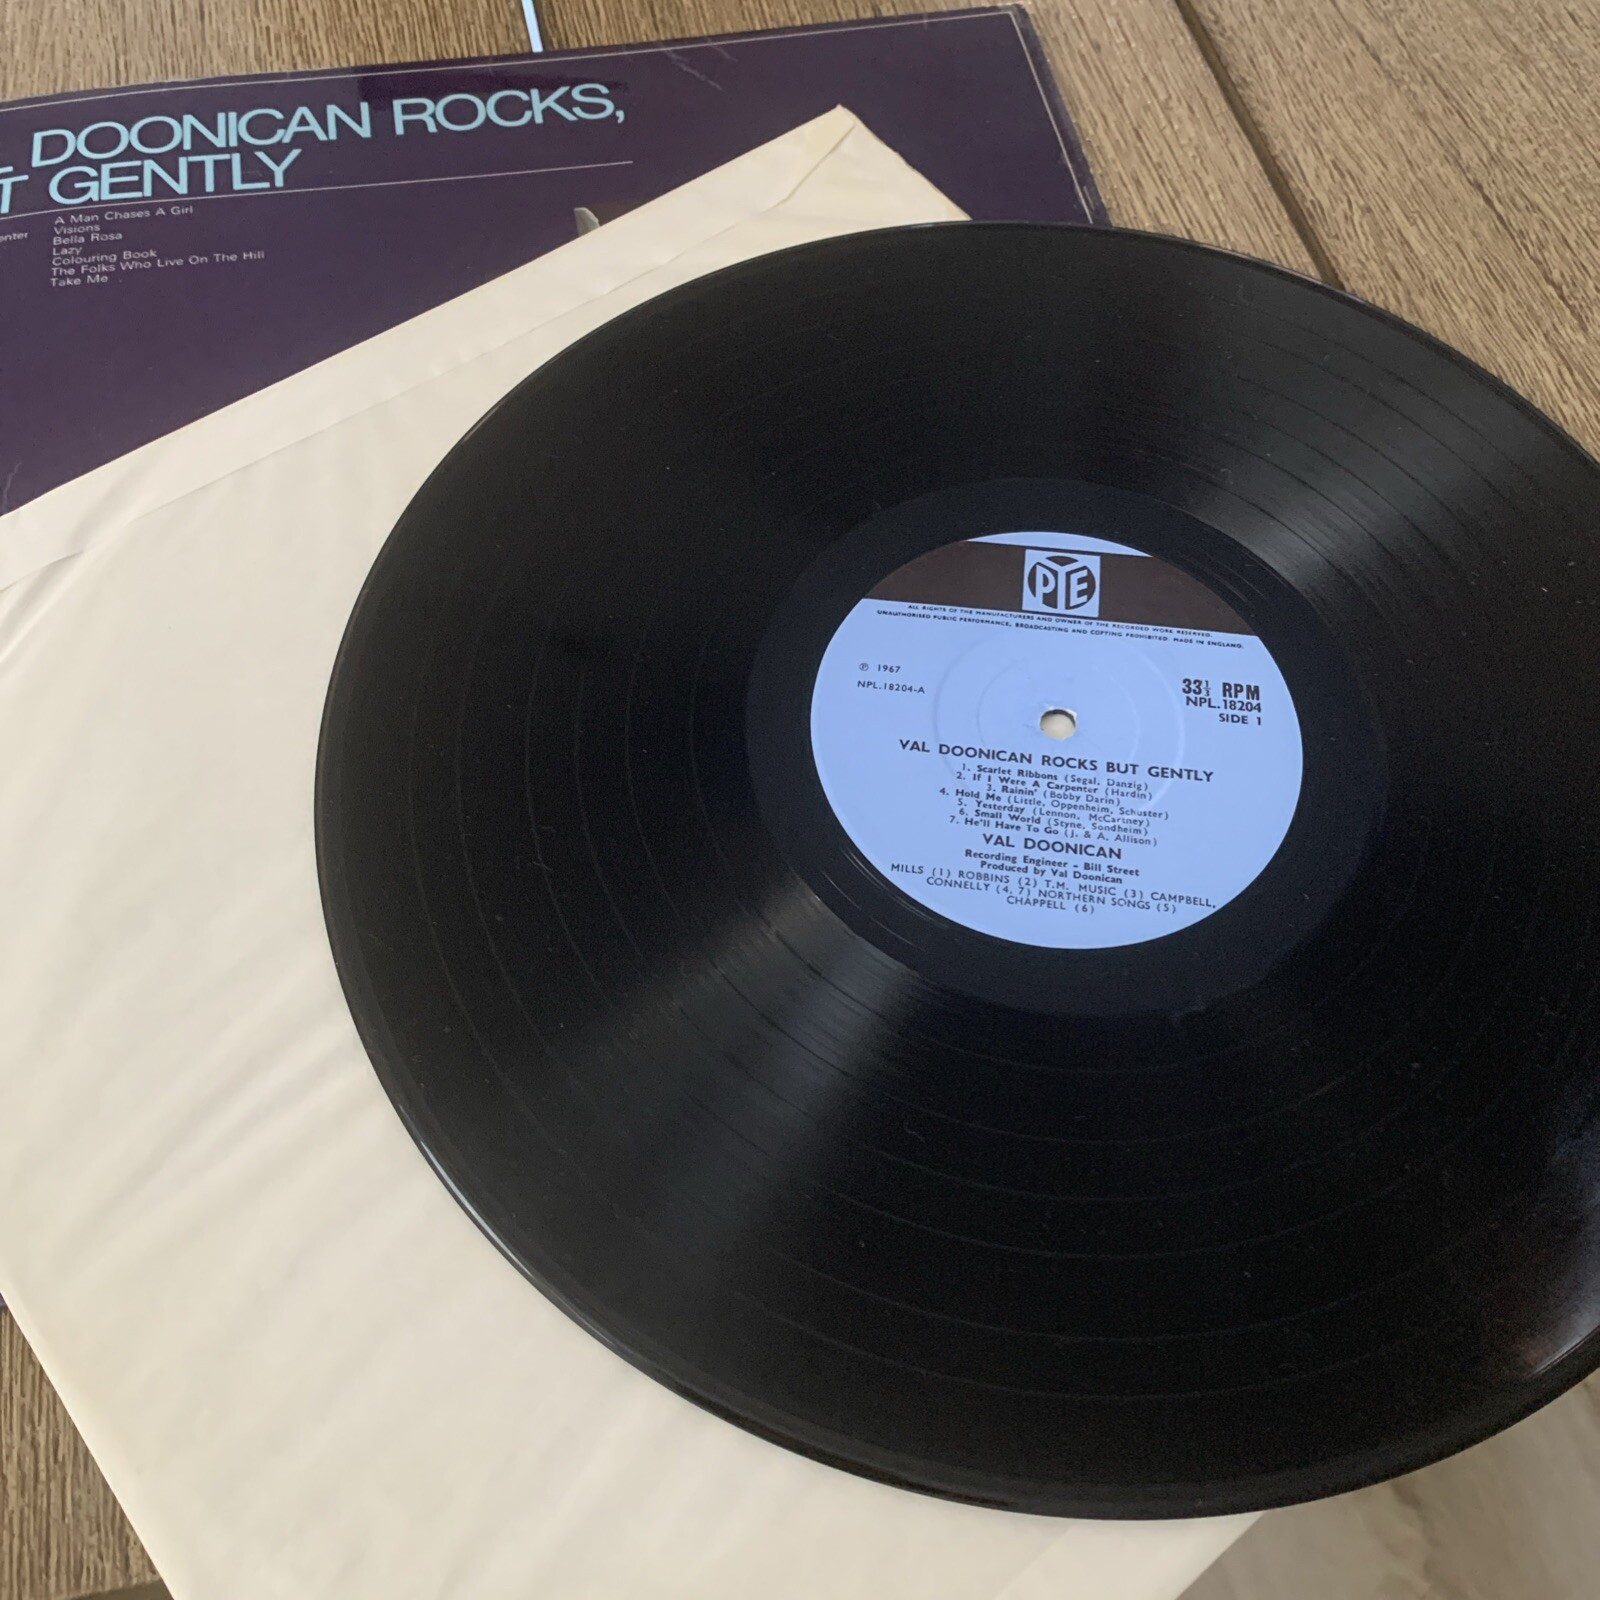 DOONICAN ROCKS,
GENTLY
A Man Chases A Girl
Visions
Bella Rosa
Lazy
Colouring Book
The Folks Who Live On The Hill
Take Me
PYE
ALL RIGHTS OF THE MANUFACTURERS AND OWNER OF THE RECORDED WORK RESERVED.
UNAUTHORISED PUBLIC PERFORMANCE, BROADCASTING AND COPYING PROHIBITED. MADE IN ENGLAND.
℗ 1967
NPL.18204-A
33⅓ RPM
NPL.18204
SIDE 1
VAL DOONICAN ROCKS BUT GENTLY
1. Scarlet Ribbons (Segal, Danzig)
2. If I Were A Carpenter (Hardin)
3. Rainin' (Bobby Darin)
4. Hold Me (Little, Oppenheim, Schuster)
5. Yesterday (Lennon, McCartney)
6. Small World (Styne, Sondheim)
7. He'll Have To Go (J. & A. Allison)
VAL DOONICAN
Recording Engineer - Bill Street
Produced by Val Doonican
MILLS (1) ROBBINS (2) T.M. MUSIC (3) CAMPBELL,
CONNELLY (4, 7) NORTHERN SONGS (5)
CHAPPELL (6)